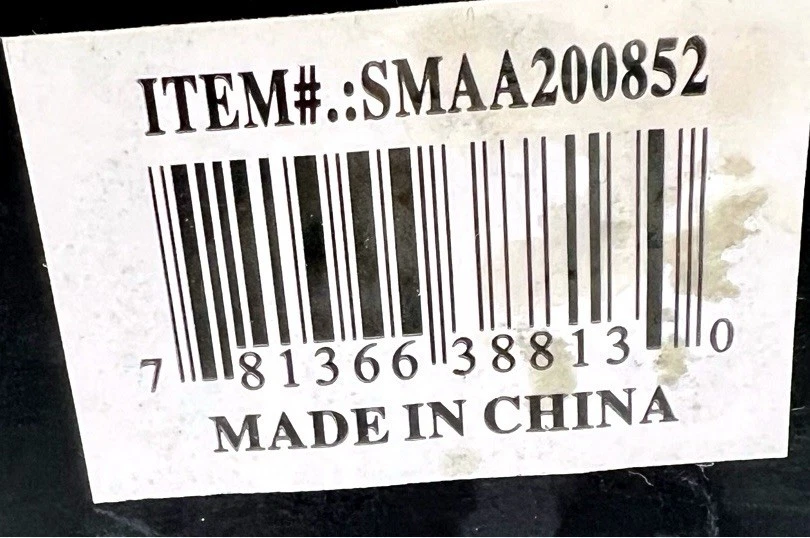 ITEM#.:SMAA200852
7 81366 38813 0
MADE IN CHINA